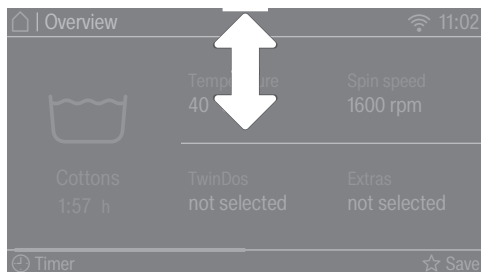 | Overview 11:02
Temperature Spin speed
40 1600 rpm
Cottons TwinDos Extras
1:57 h not selected not selected
Timer Save